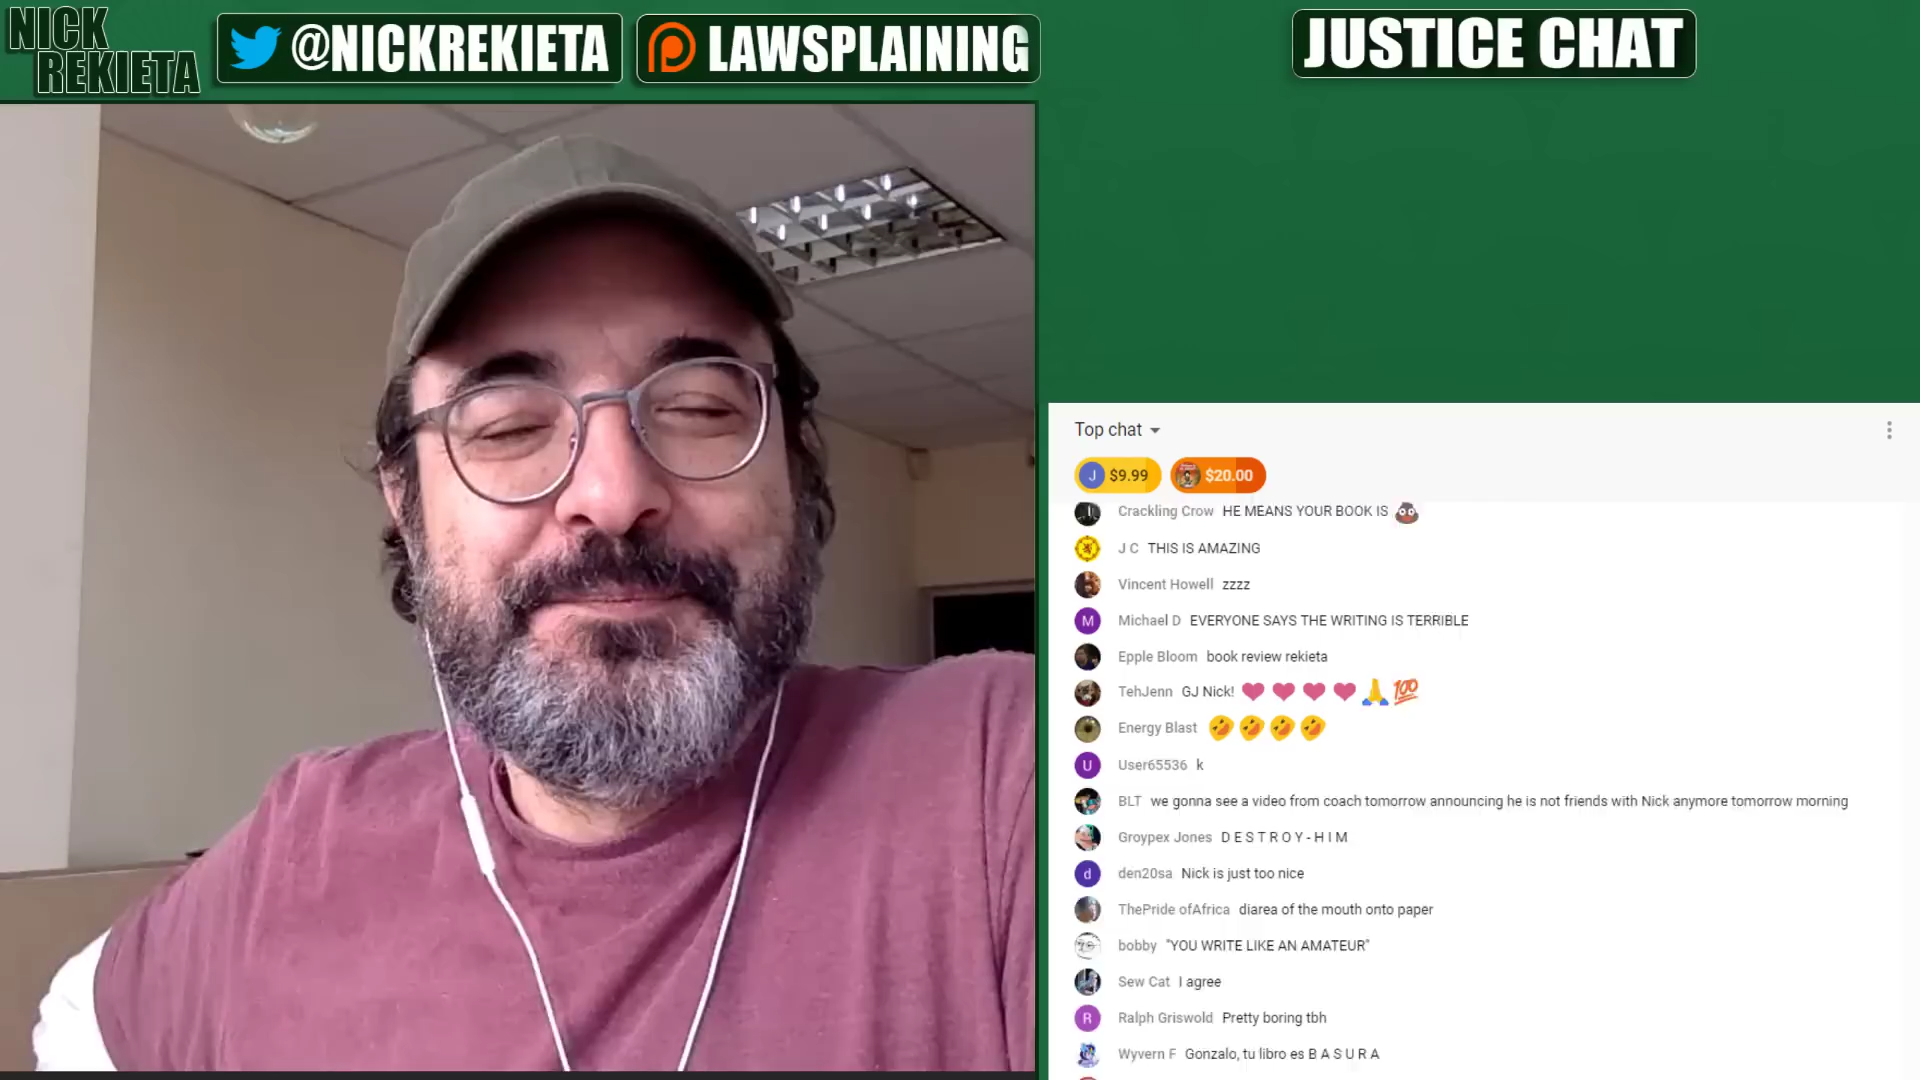 NICK
REKIETA
@NICKREKIETA
LAWSPLAINING
JUSTICE CHAT
Top chat
J $9.99
$20.00
Crackling Crow HE MEANS YOUR BOOK IS 💩
J C THIS IS AMAZING
Vincent Howell zzzz
M Michael D EVERYONE SAYS THE WRITING IS TERRIBLE
Epple Bloom book review rekieta
TehJenn GJ Nick! ❤❤❤❤🙏💯
Energy Blast 🤣🤣🤣🤣
U User65536 k
BLT we gonna see a video from coach tomorrow announcing he is not friends with Nick anymore tomorrow morning
Groypex Jones D E S T R O Y - H I M
d den20sa Nick is just too nice
ThePride ofAfrica diarea of the mouth onto paper
bobby "YOU WRITE LIKE AN AMATEUR"
Sew Cat I agree
R Ralph Griswold Pretty boring tbh
Wyvern F Gonzalo, tu libro es B A S U R A